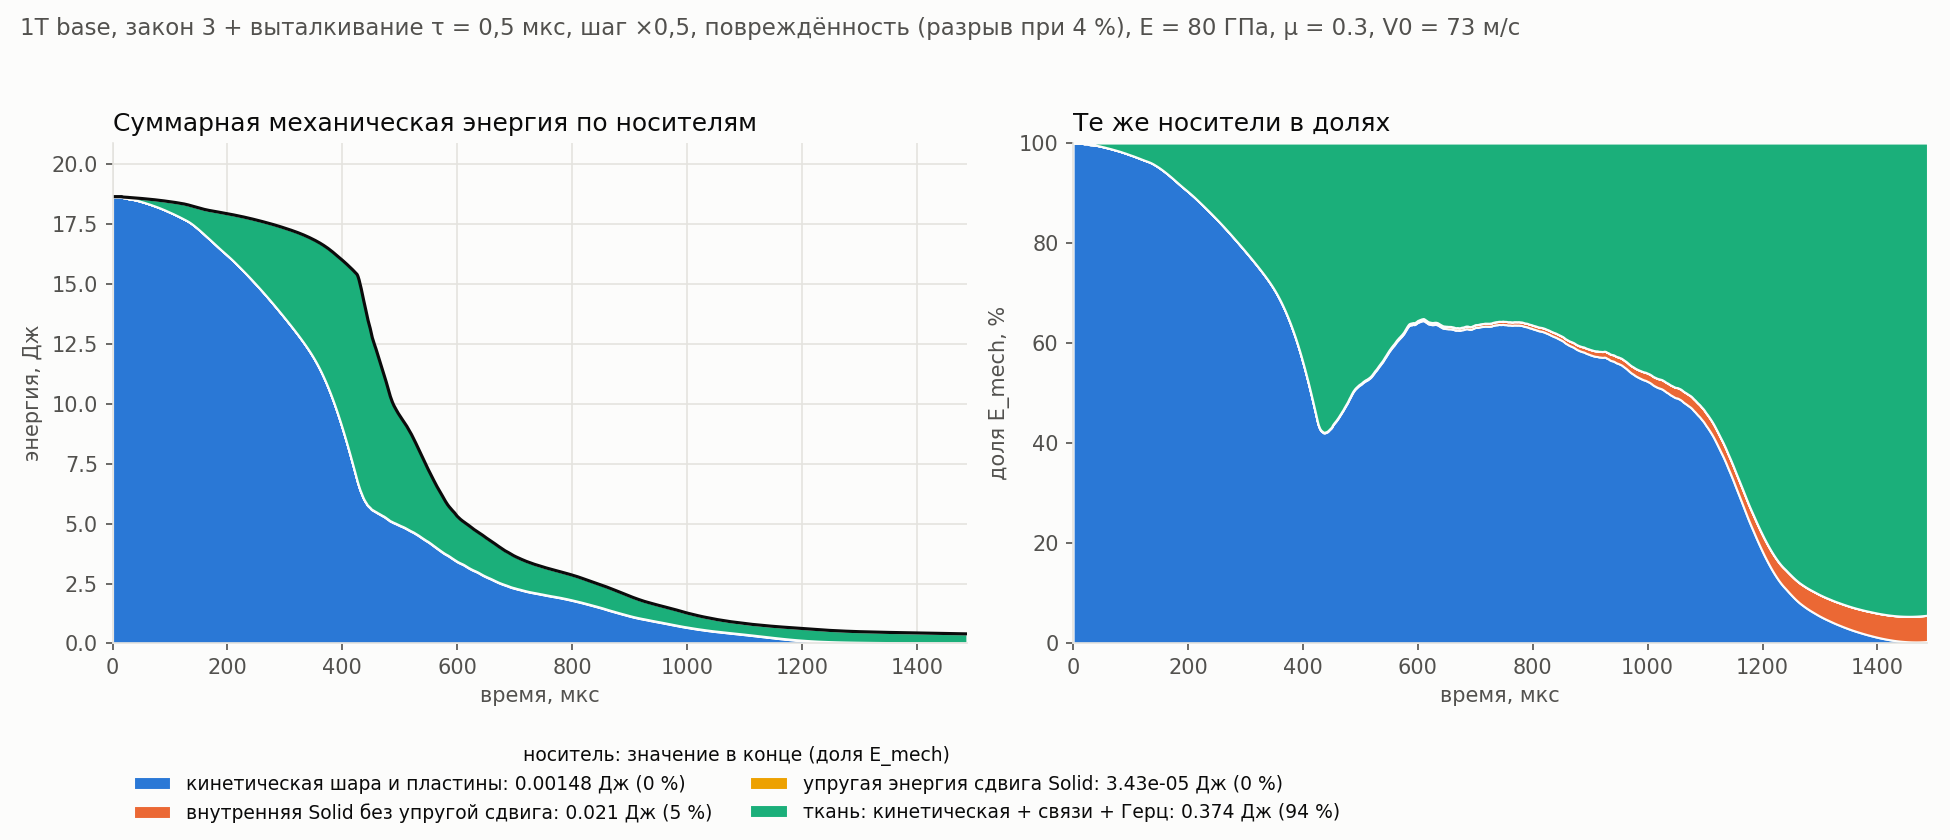 1T base, закон 3 + выталкивание τ = 0,5 мкс, шаг ×0,5, повреждённость (разрыв при 4 %), E = 80 ГПа, μ = 0.3, V0 = 73 м/с
Суммарная механическая энергия по носителям
20.0
17.5
15.0
12.5
10.0
7.5
5.0
2.5
0.0
энергия, Дж
0 200 400 600 800 1000 1200 1400
время, мкс
Те же носители в долях
100
80
60
40
20
0
доля E_mech, %
0 200 400 600 800 1000 1200 1400
время, мкс
носитель: значение в конце (доля E_mech)
кинетическая шара и пластины: 0.00148 Дж (0 %)
внутренняя Solid без упругой сдвига: 0.021 Дж (5 %)
упругая энергия сдвига Solid: 3.43e-05 Дж (0 %)
ткань: кинетическая + связи + Герц: 0.374 Дж (94 %)